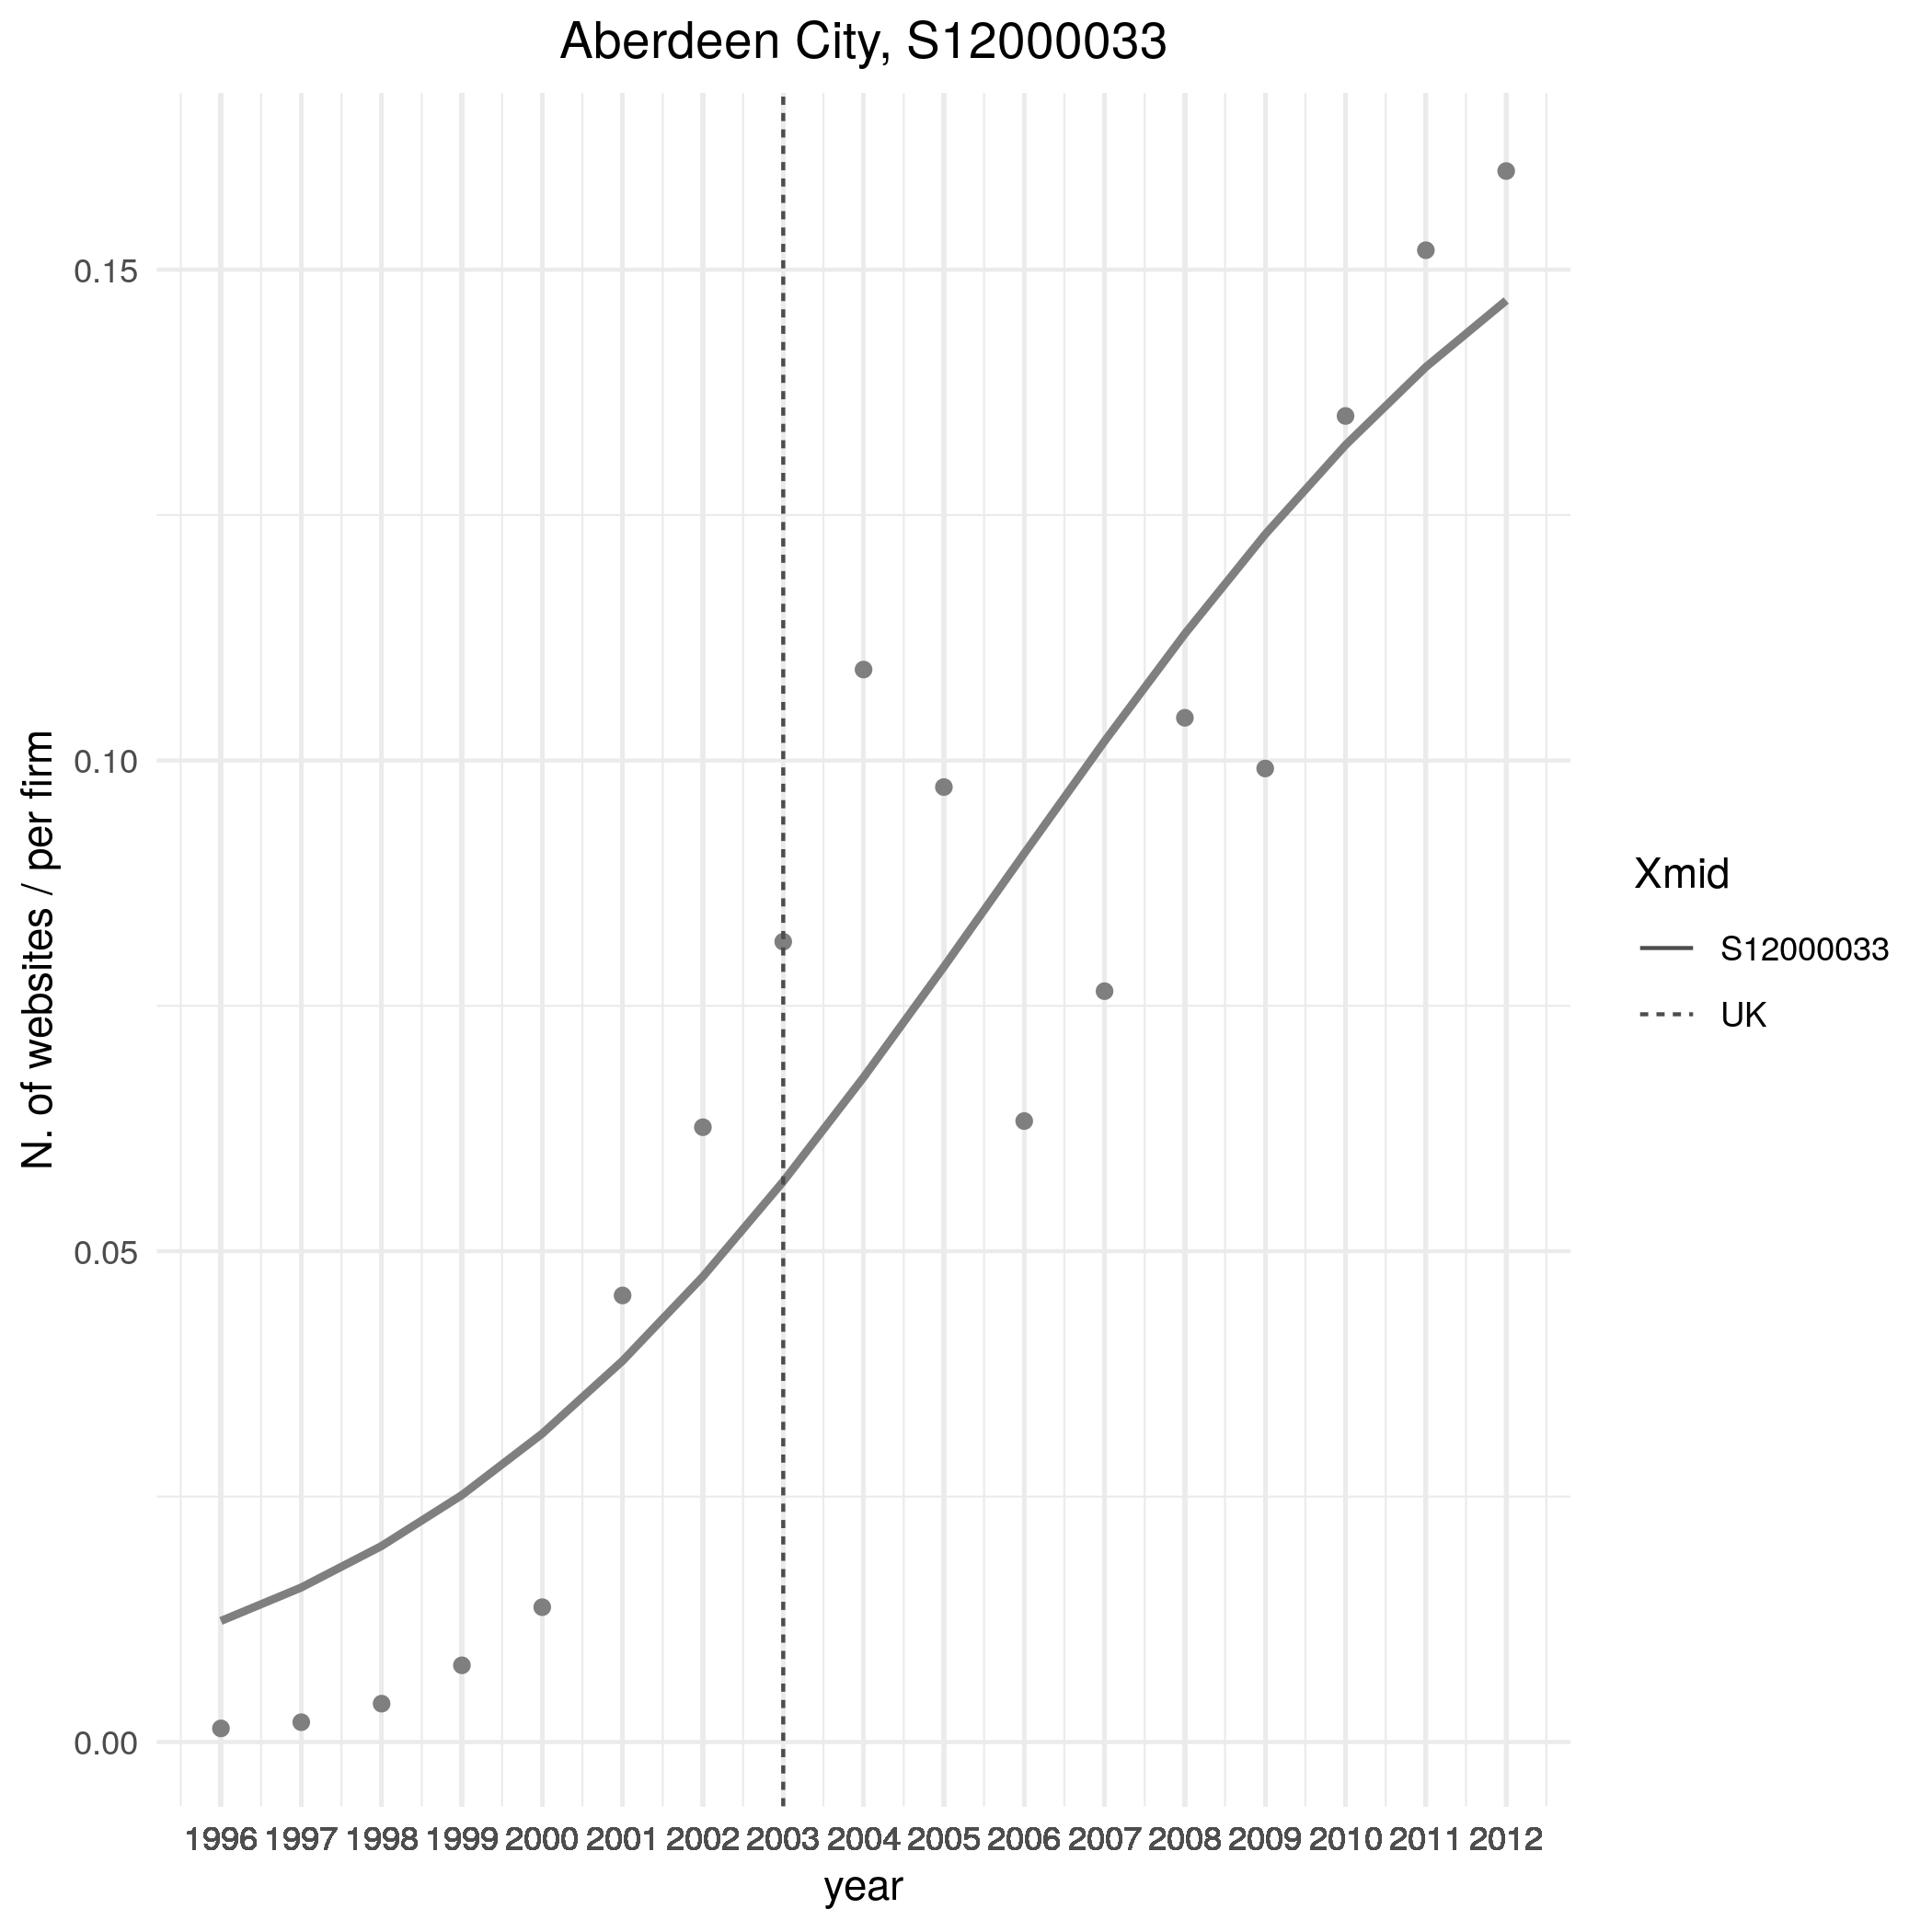 Aberdeen City, S12000033
N. of websites / per firm
0.15
0.10
0.05
0.00
1996 1997 1998 1999 2000 2001 2002 2003 2004 2005 2006 2007 2008 2009 2010 2011 2012
year
Xmid
S12000033
UK